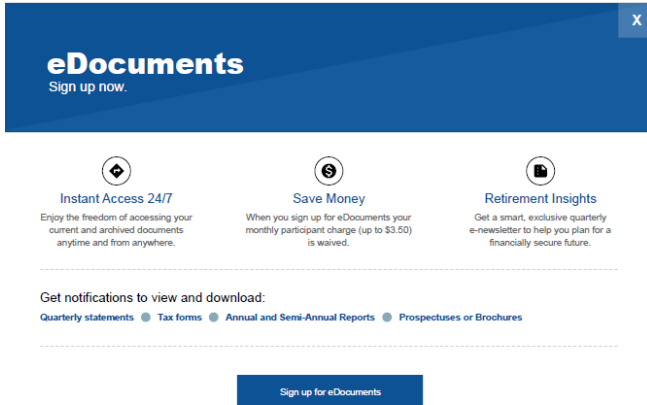 X
eDocuments
Sign up now.
Instant Access 24/7
Enjoy the freedom of accessing your
current and archived documents
anytime and from anywhere.
Save Money
When you sign up for eDocuments your
monthly participant charge (up to $3.50)
is waived.
Retirement Insights
Get a smart, exclusive quarterly
e-newsletter to help you plan for a
financially secure future.
Get notifications to view and download:
Quarterly statements Tax forms Annual and Semi-Annual Reports Prospectuses or Brochures
Sign up for eDocuments